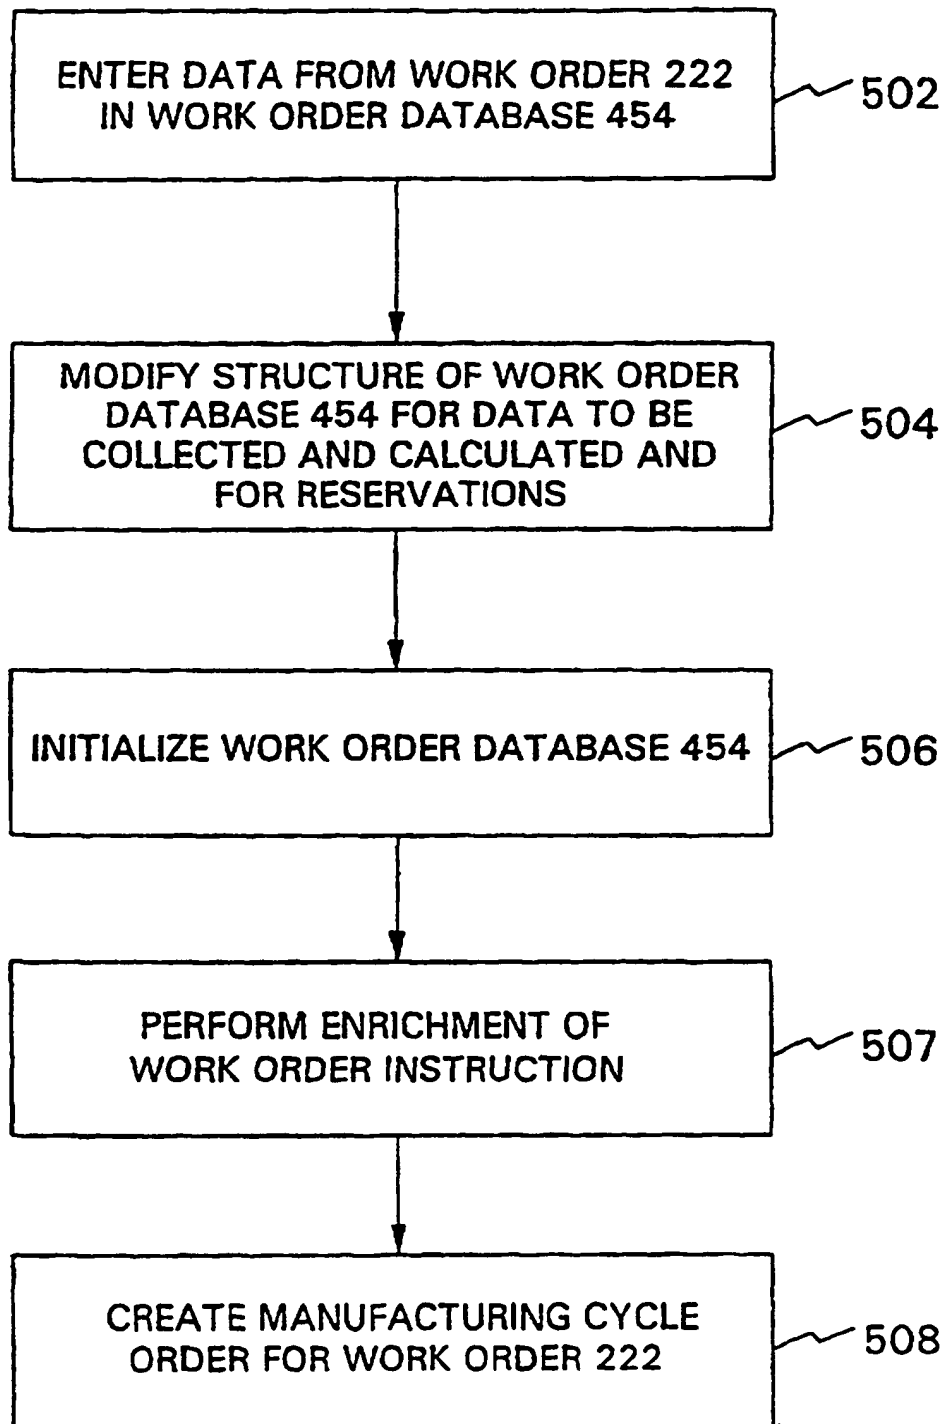 ENTER DATA FROM WORK ORDER 222
IN WORK ORDER DATABASE 454
502
MODIFY STRUCTURE OF WORK ORDER
DATABASE 454 FOR DATA TO BE
COLLECTED AND CALCULATED AND
FOR RESERVATIONS
504
INITIALIZE WORK ORDER DATABASE 454
506
PERFORM ENRICHMENT OF
WORK ORDER INSTRUCTION
507
CREATE MANUFACTURING CYCLE
ORDER FOR WORK ORDER 222
508